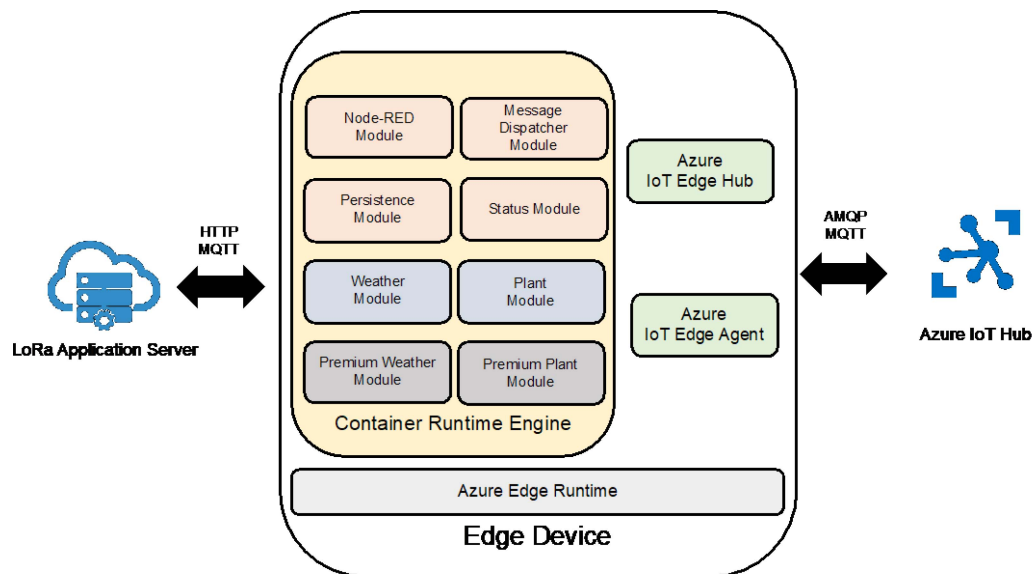 Node-RED
Module
Message
Dispatcher
Module
Azure
IoT Edge Hub
Persistence
Module
Status Module
HTTP
MQTT
AMQP
MQTT
Weather
Module
Plant
Module
LoRa Application Server
Azure
IoT Edge Agent
Azure IoT Hub
Premium Weather
Module
Premium Plant
Module
Container Runtime Engine
Azure Edge Runtime
Edge Device